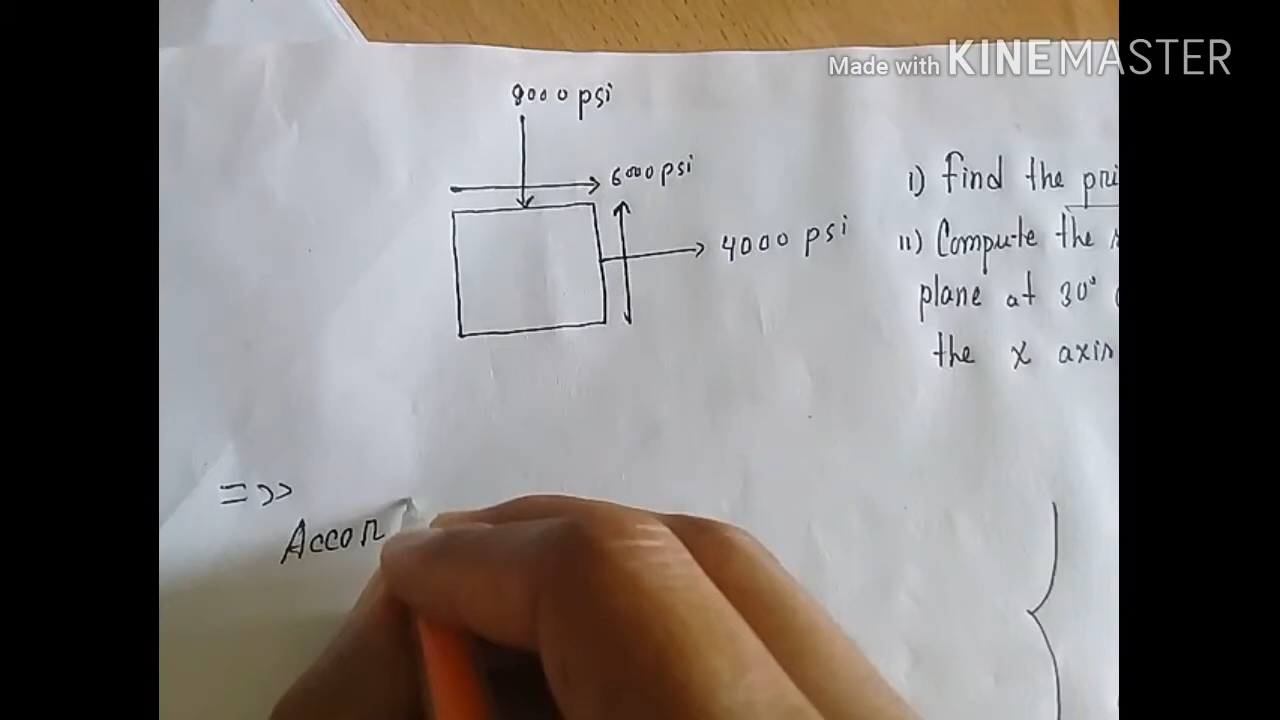 Made with KINEMASTER
8000 psi
6000 psi
4000 psi
i) Find the pri
ii) Compute the
plane at 30°
the x axis
=>>
Accor